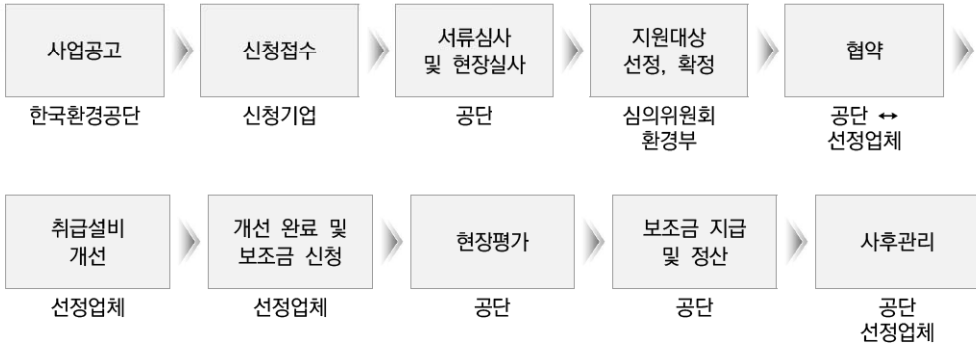 사업공고
신청접수
서류심사
및 현장실사
지원대상
선정, 확정
협약
한국환경공단
신청기업
공단
심의위원회
환경부
공단 ↔
선정업체
취급설비
개선
개선 완료 및
보조금 신청
현장평가
보조금 지급
및 정산
사후관리
선정업체
선정업체
공단
공단
공단
선정업체